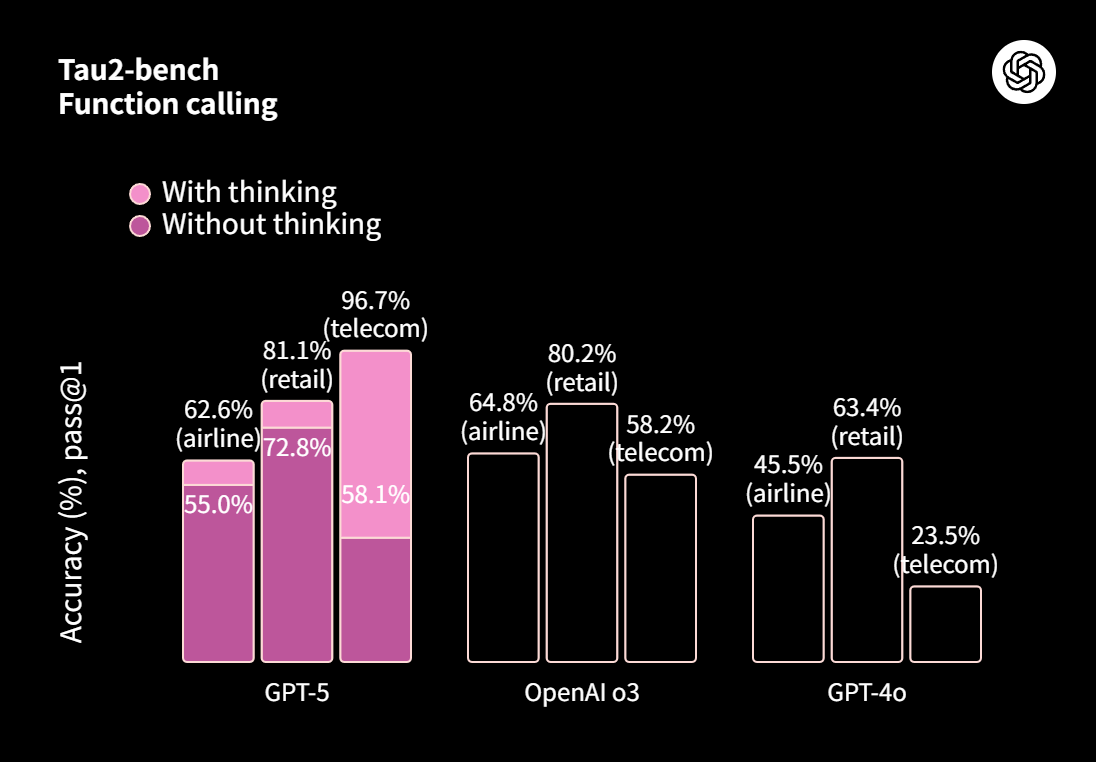 Tau2-bench
Function calling
With thinking
Without thinking
Accuracy (%), pass@1
62.6%
(airline)
55.0%
81.1%
(retail)
72.8%
96.7%
(telecom)
58.1%
GPT-5
64.8%
(airline)
80.2%
(retail)
58.2%
(telecom)
OpenAI o3
45.5%
(airline)
63.4%
(retail)
23.5%
(telecom)
GPT-4o